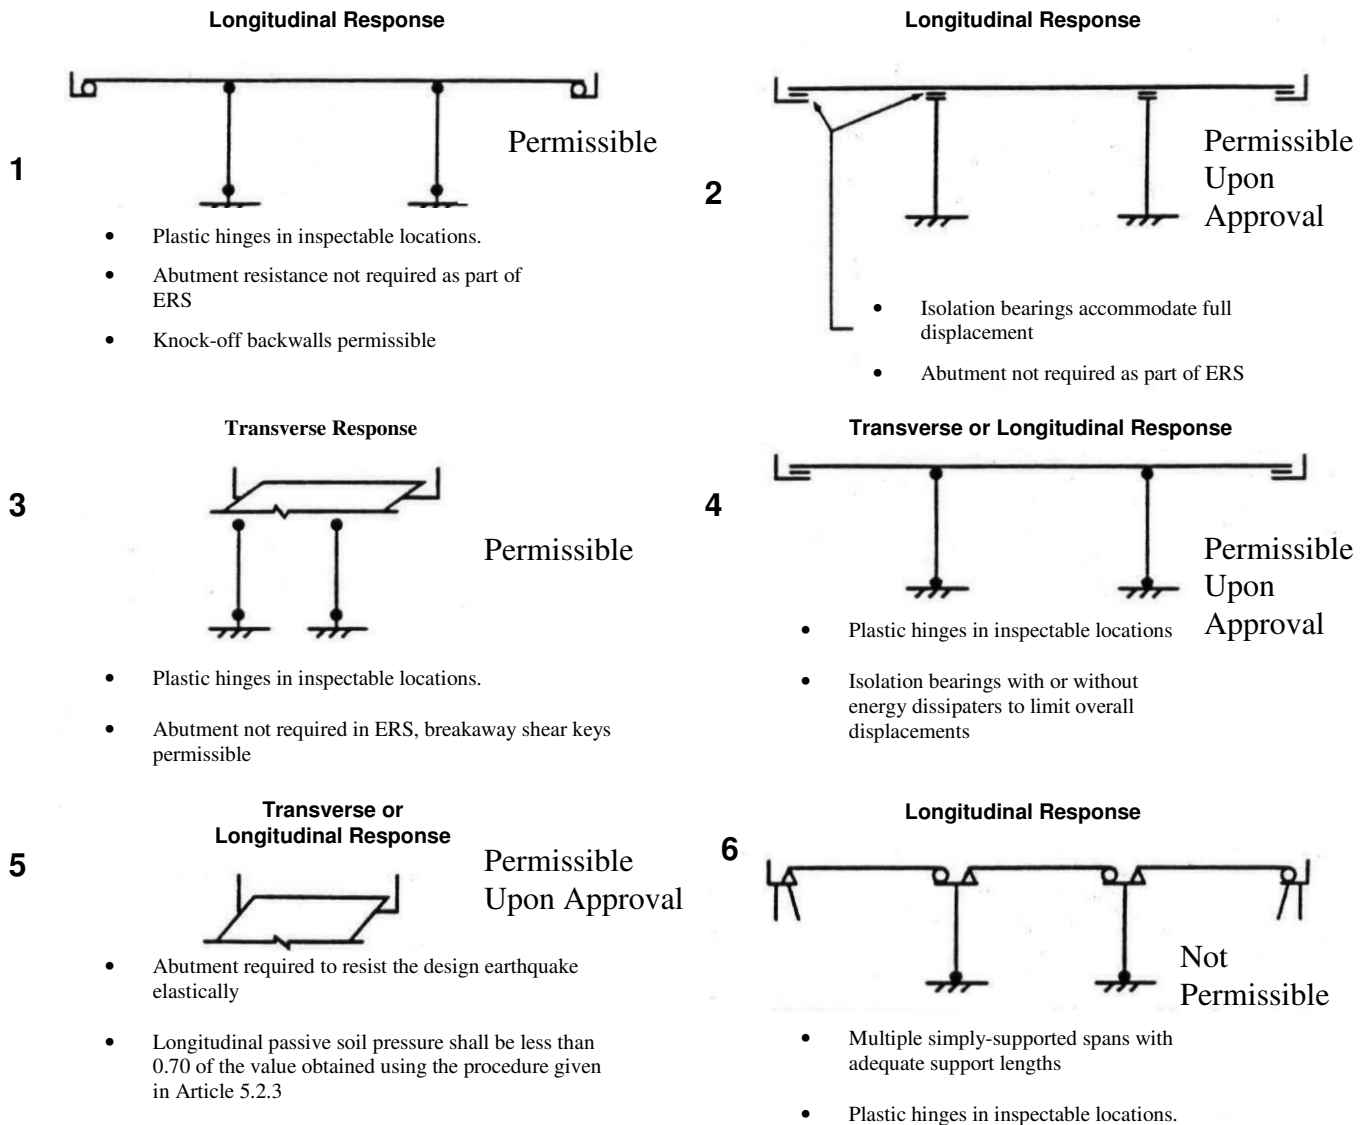 Longitudinal Response
1
Permissible
• Plastic hinges in inspectable locations.
• Abutment resistance not required as part of
ERS
• Knock-off backwalls permissible
Longitudinal Response
2
Permissible
Upon
Approval
• Isolation bearings accommodate full
displacement
• Abutment not required as part of ERS
Transverse Response
3
Permissible
• Plastic hinges in inspectable locations.
• Abutment not required in ERS, breakaway shear keys
permissible
Transverse or Longitudinal Response
4
Permissible
Upon
Approval
• Plastic hinges in inspectable locations
• Isolation bearings with or without
energy dissipaters to limit overall
displacements
Transverse or
Longitudinal Response
5
Permissible
Upon Approval
• Abutment required to resist the design earthquake
elastically
• Longitudinal passive soil pressure shall be less than
0.70 of the value obtained using the procedure given
in Article 5.2.3
Longitudinal Response
6
Not
Permissible
• Multiple simply-supported spans with
adequate support lengths
• Plastic hinges in inspectable locations.